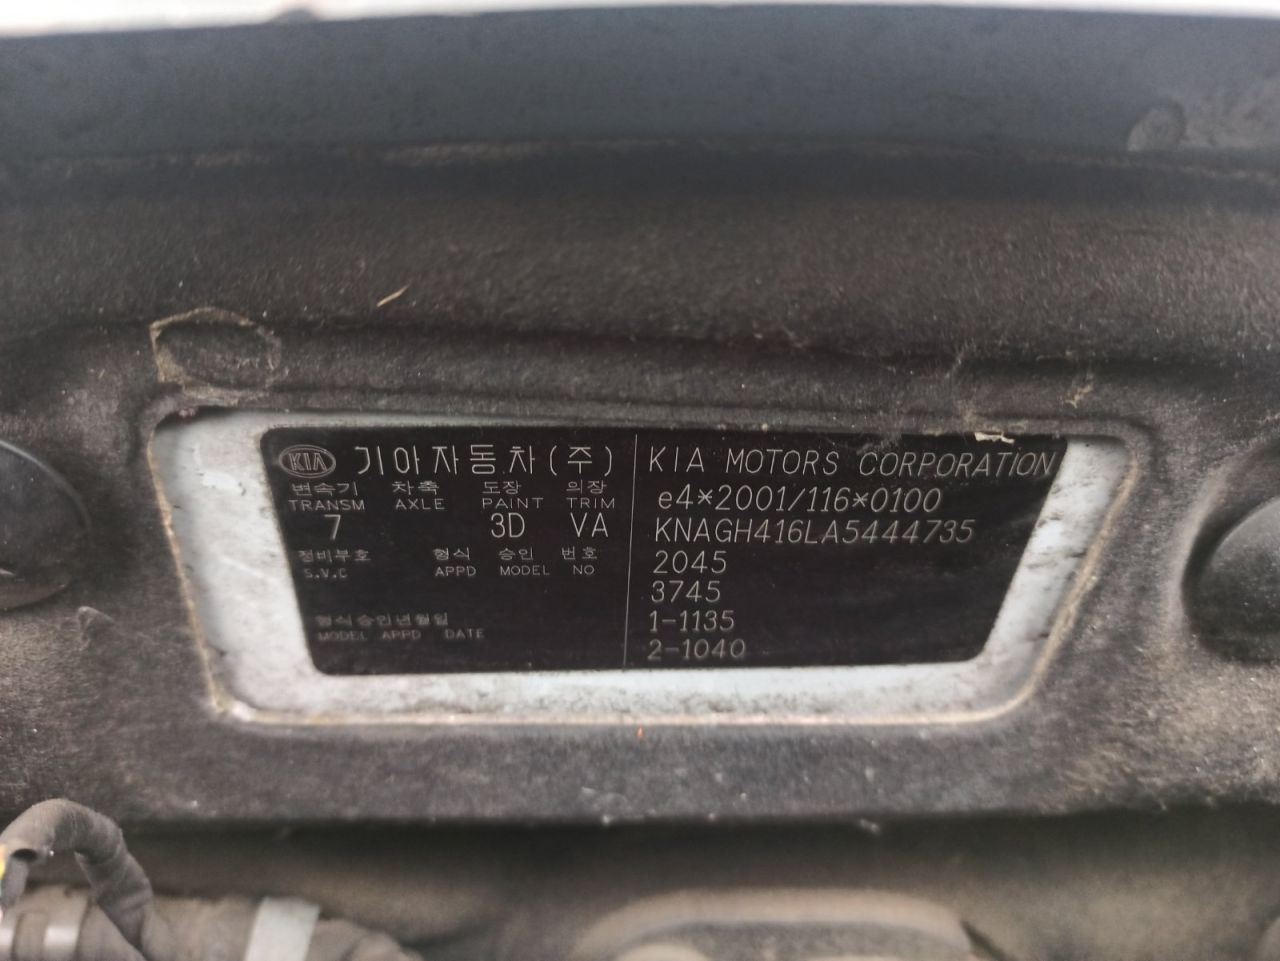 KIA 기아자동차(주)
변속기 차축 도장 의장
TRANSM AXLE PAINT TRIM
7 3D VA
정비부호 형식 승인 번호
S.V.C APPD MODEL NO
형식승인년월일
MODEL APPD DATE
KIA MOTORS CORPORATION
e4*2001/116*0100
KNAGH416LA5444735
2045
3745
1-1135
2-1040